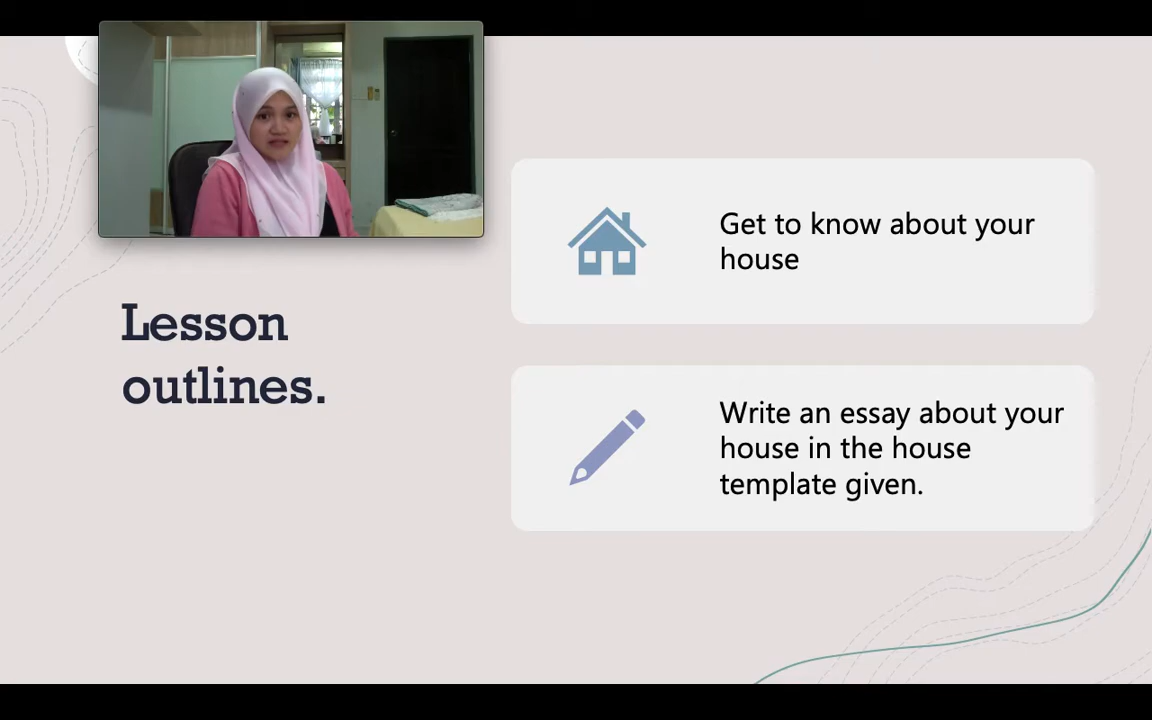 Lesson
outlines.
Get to know about your
house
Write an essay about your
house in the house
template given.